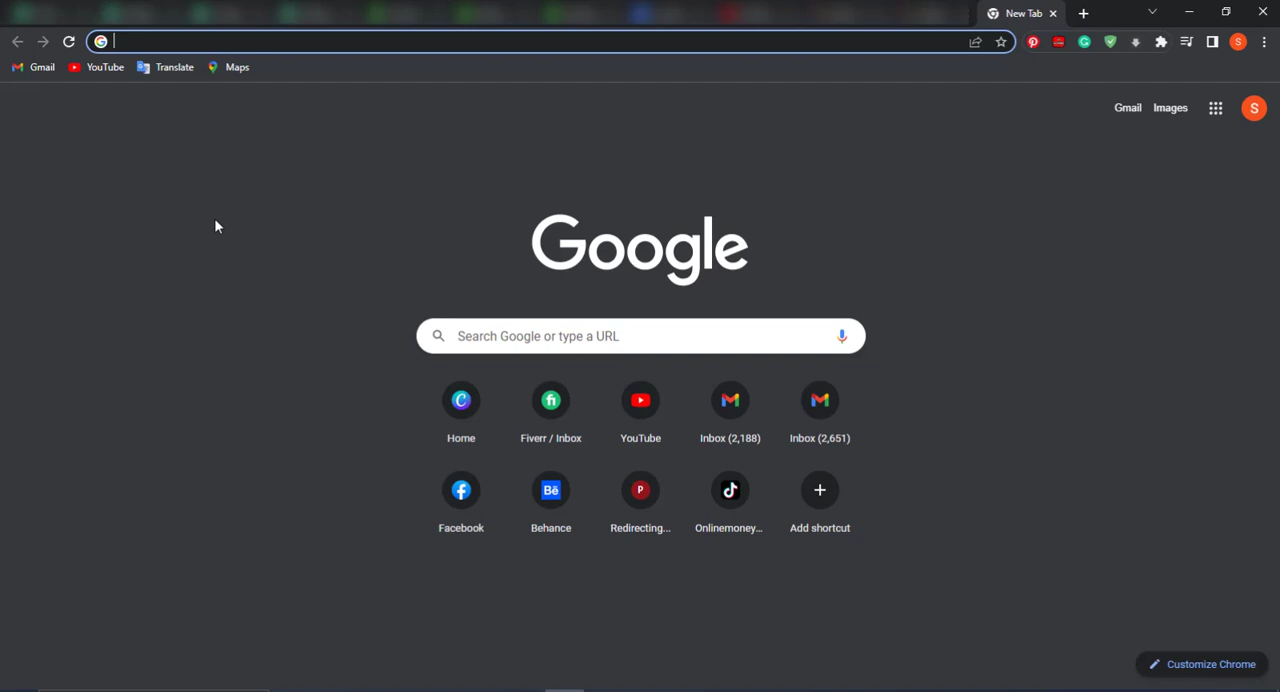 New Tab
Gmail YouTube Translate Maps
Gmail Images S
Google
Search Google or type a URL
Home Fiverr / Inbox YouTube Inbox (2,188) Inbox (2,651)
Facebook Behance Redirecting... Onlinemoney... Add shortcut
Customize Chrome